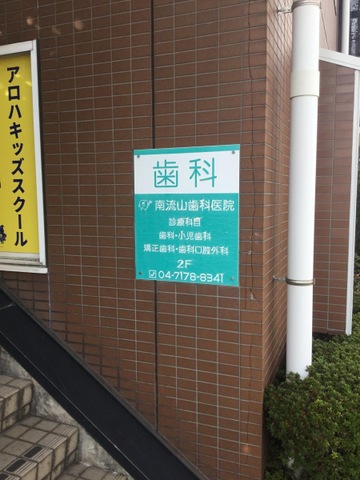 アロハキッズスクール
歯科
南流山歯科医院
診療科目
歯科・小児歯科
矯正歯科・歯科口腔外科
2F
04-7178-8341